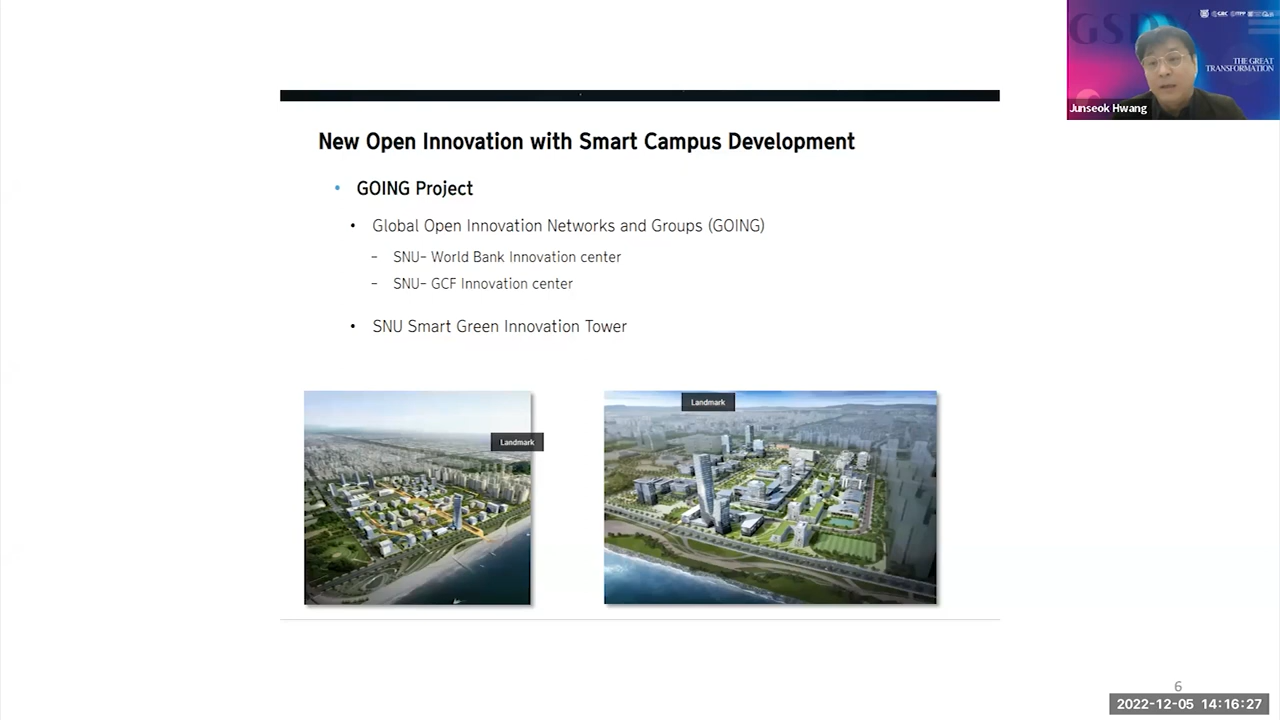 GSD
THE GREAT
TRANSFORMATION
Junseok Hwang
New Open Innovation with Smart Campus Development
• GOING Project
• Global Open Innovation Networks and Groups (GOING)
– SNU– World Bank Innovation center
– SNU– GCF Innovation center
• SNU Smart Green Innovation Tower
Landmark
Landmark
6
2022-12-05 14:16:27